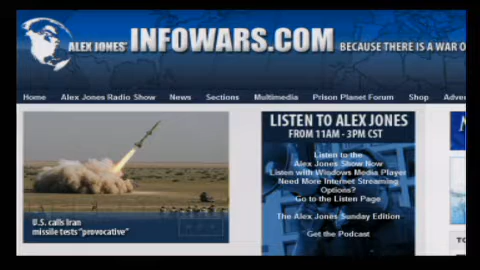 ALEX JONES' INFOWARS.COM BECAUSE THERE IS A WAR O
Home Alex Jones Radio Show News Sections Multimedia Prison Planet Forum Shop Adve
LISTEN TO ALEX JONES
FROM 11AM - 3PM CST
Listen to the
Alex Jones Show Now
Listen with Windows Media Player
Need More Internet Streaming
Options?
Go to the Listen Page
The Alex Jones Sunday Edition
Get the Podcast
U.S. calls Iran
missile tests "provocative"
TO